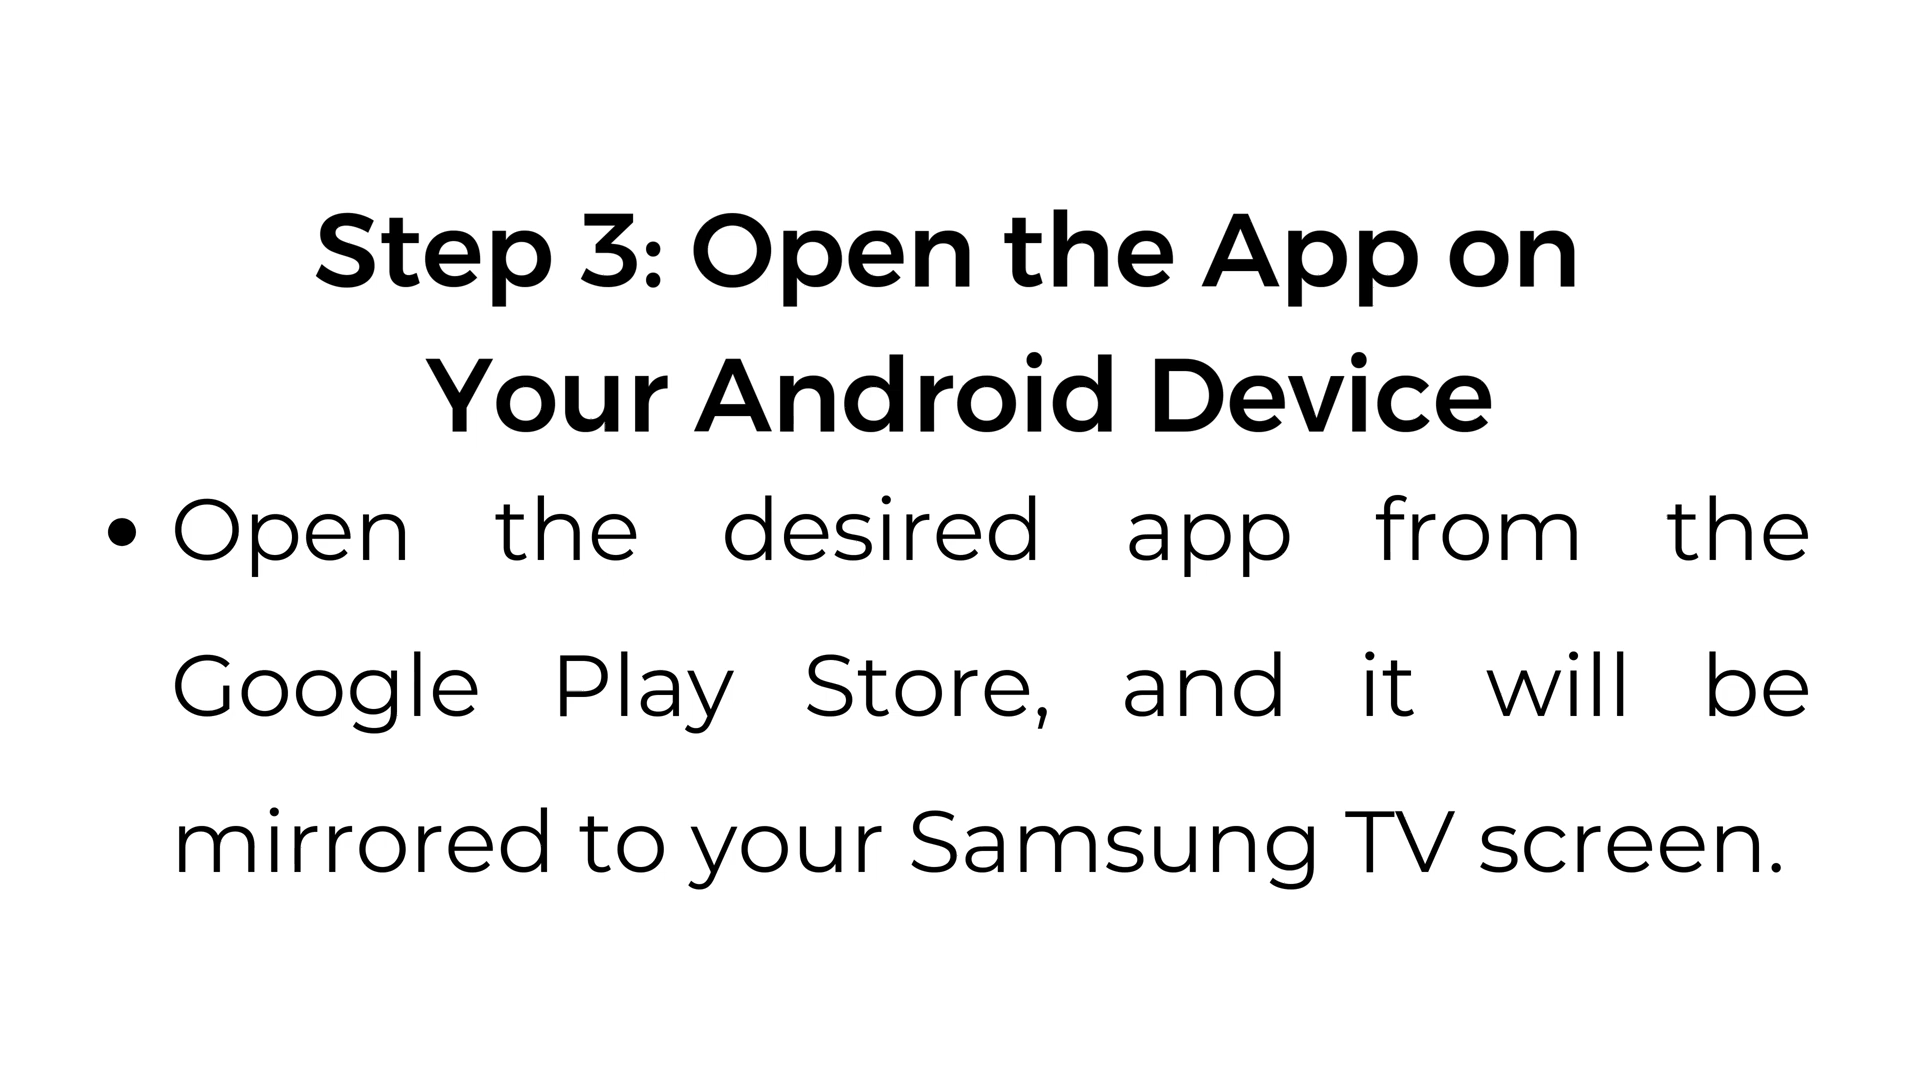 Step 3: Open the App on
Your Android Device
• Open the desired app from the
Google Play Store, and it will be
mirrored to your Samsung TV screen.